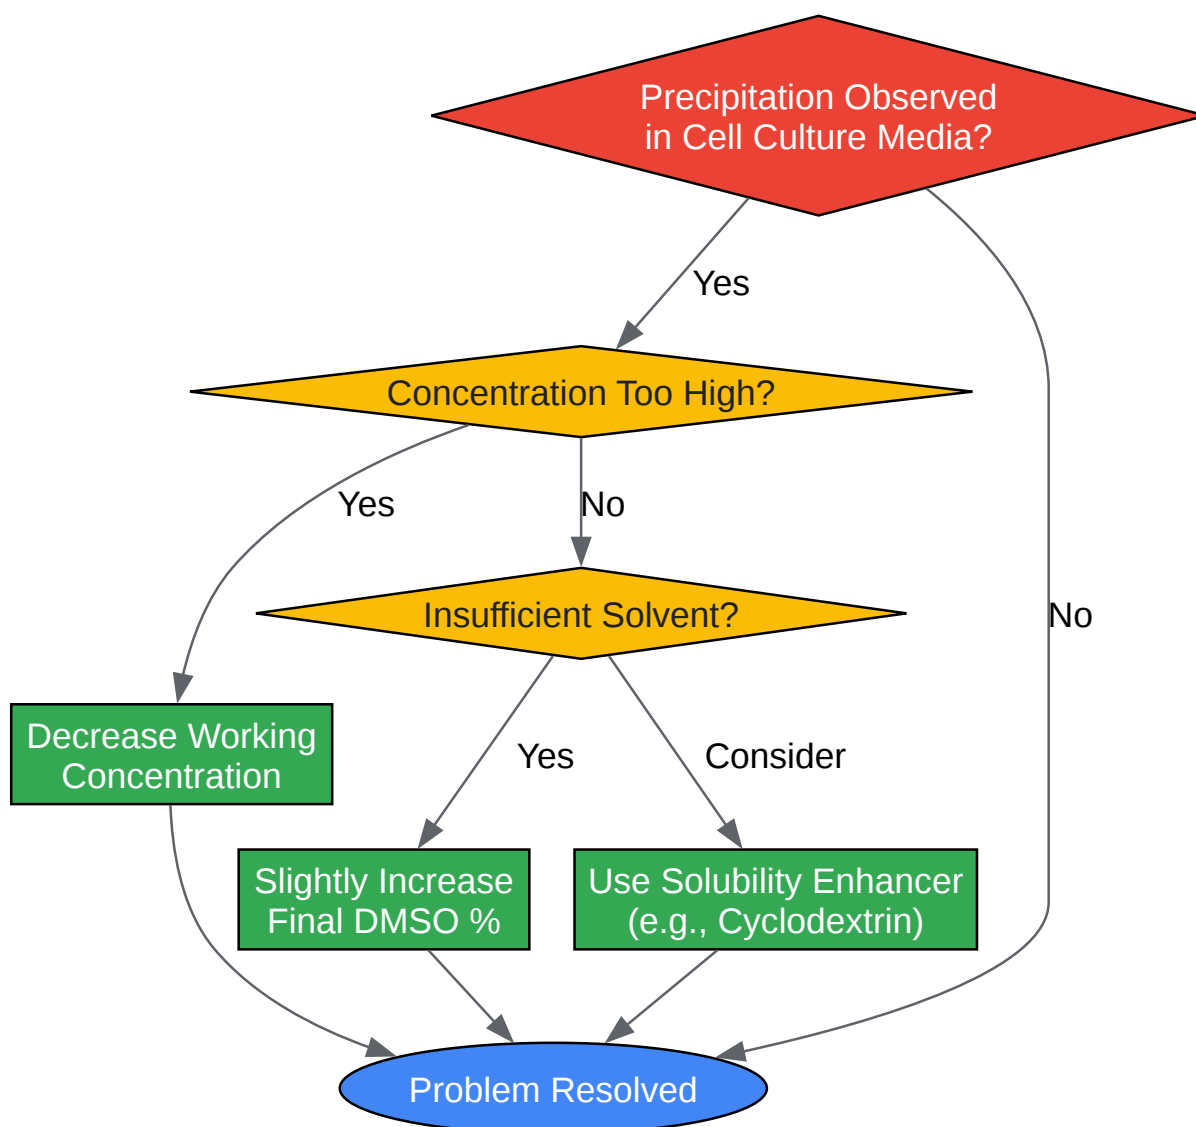 Precipitation Observed
in Cell Culture Media?
Yes
Concentration Too High?
Yes
No
Insufficient Solvent?
No
Decrease Working
Concentration
Yes
Consider
Slightly Increase
Final DMSO %
Use Solubility Enhancer
(e.g., Cyclodextrin)
Problem Resolved